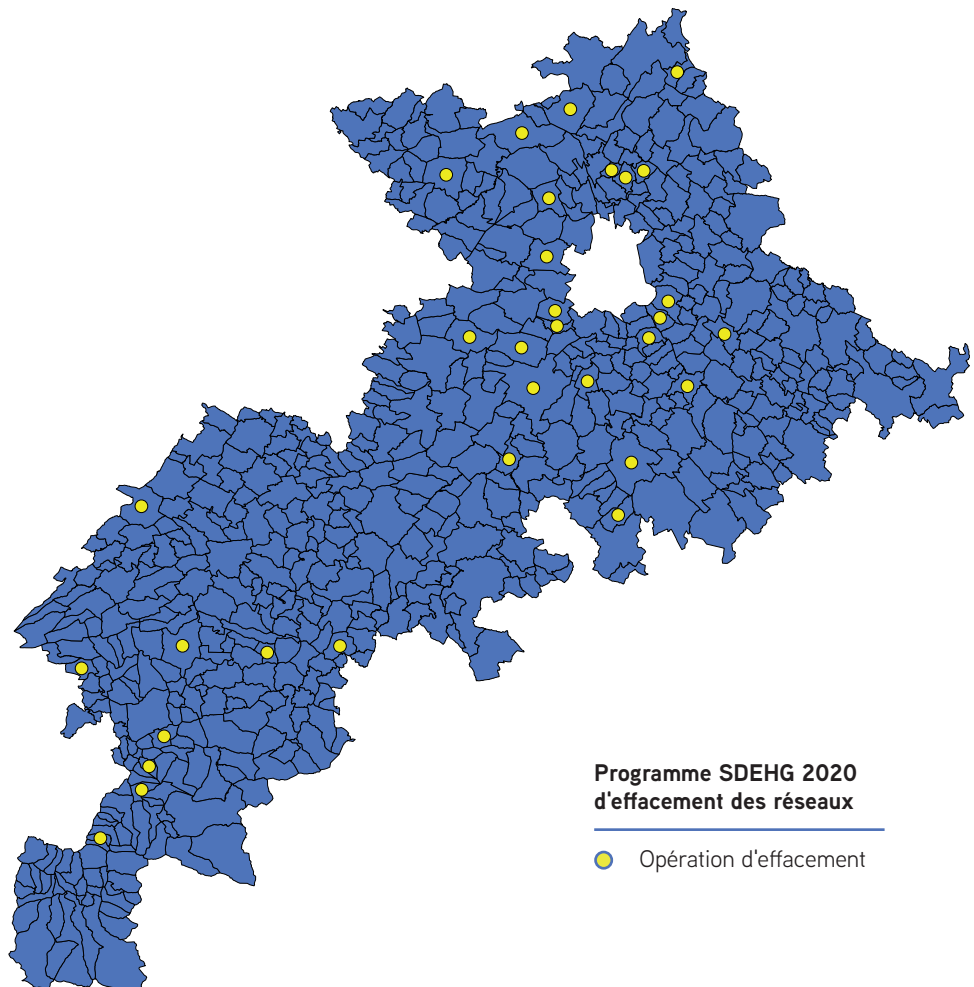 Programme SDEHG 2020
d'effacement des réseaux
Opération d'effacement